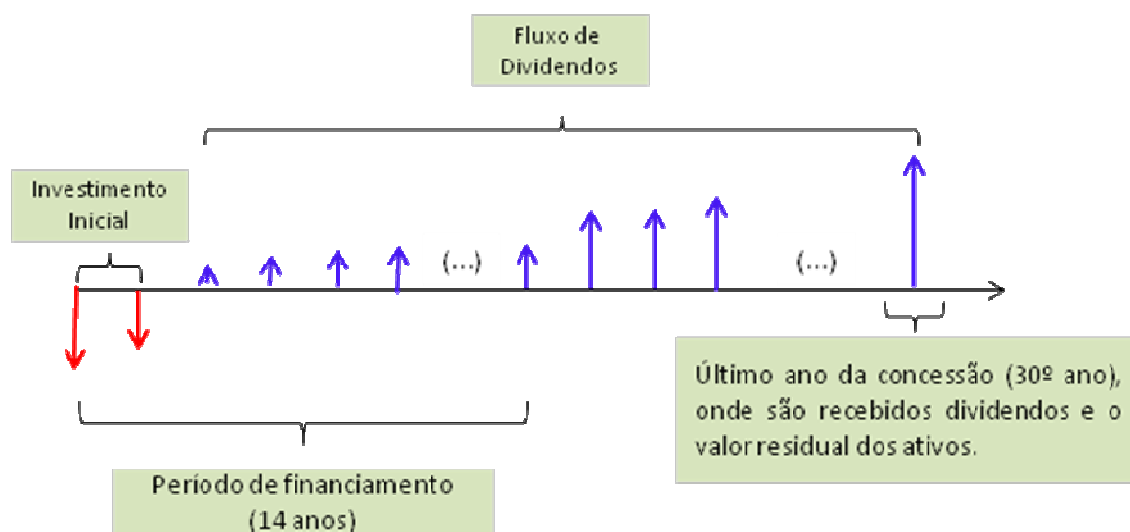 Fluxo de
Dividendos
Investimento
Inicial
(...)
(...)
Último ano da concessão (30º ano),
onde são recebidos dividendos e o
valor residual dos ativos.
Período de financiamento
(14 anos)